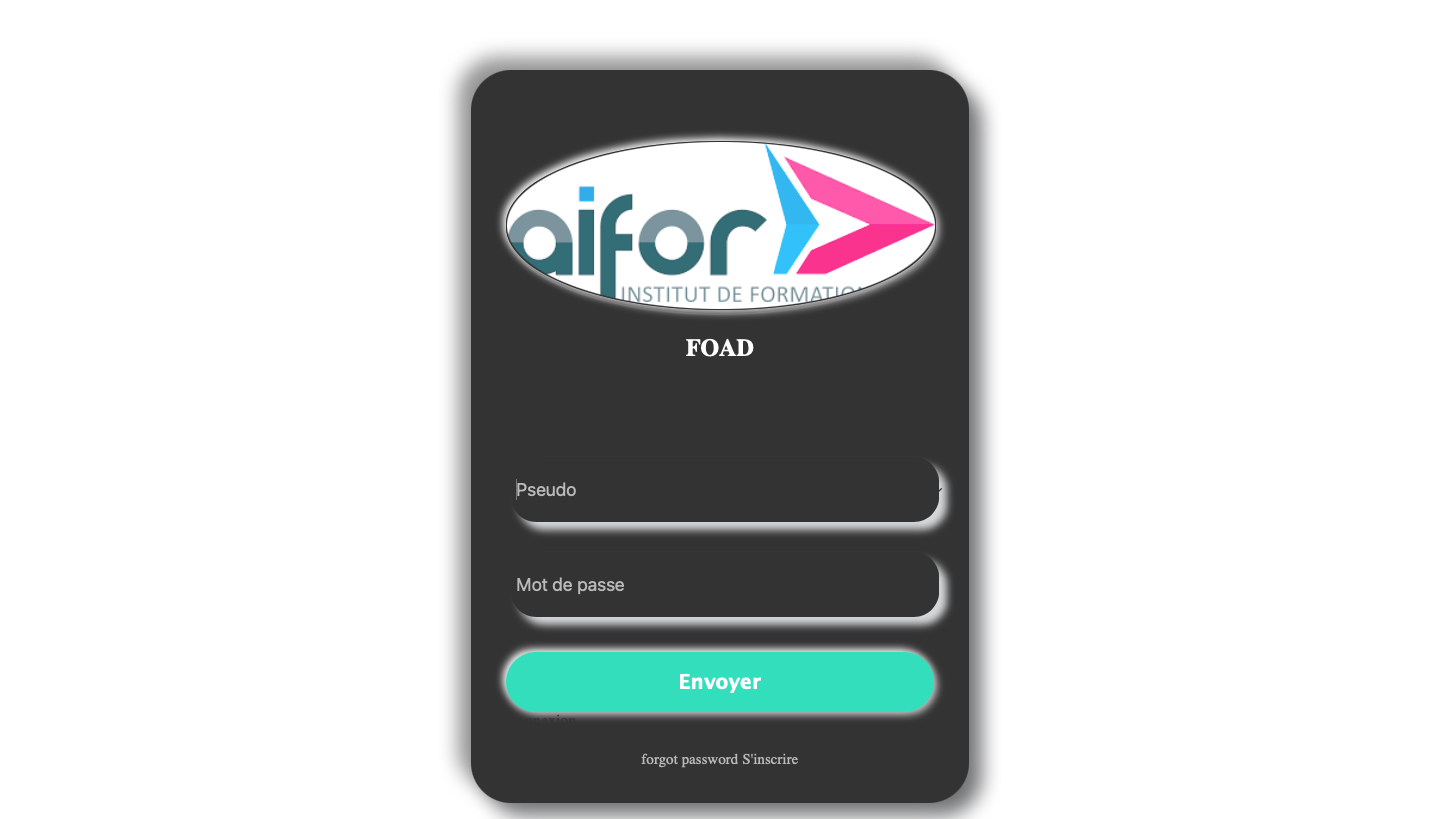 aifor
INSTITUT DE FORMATION
FOAD
Pseudo
Mot de passe
Envoyer
forgot password S'inscrire